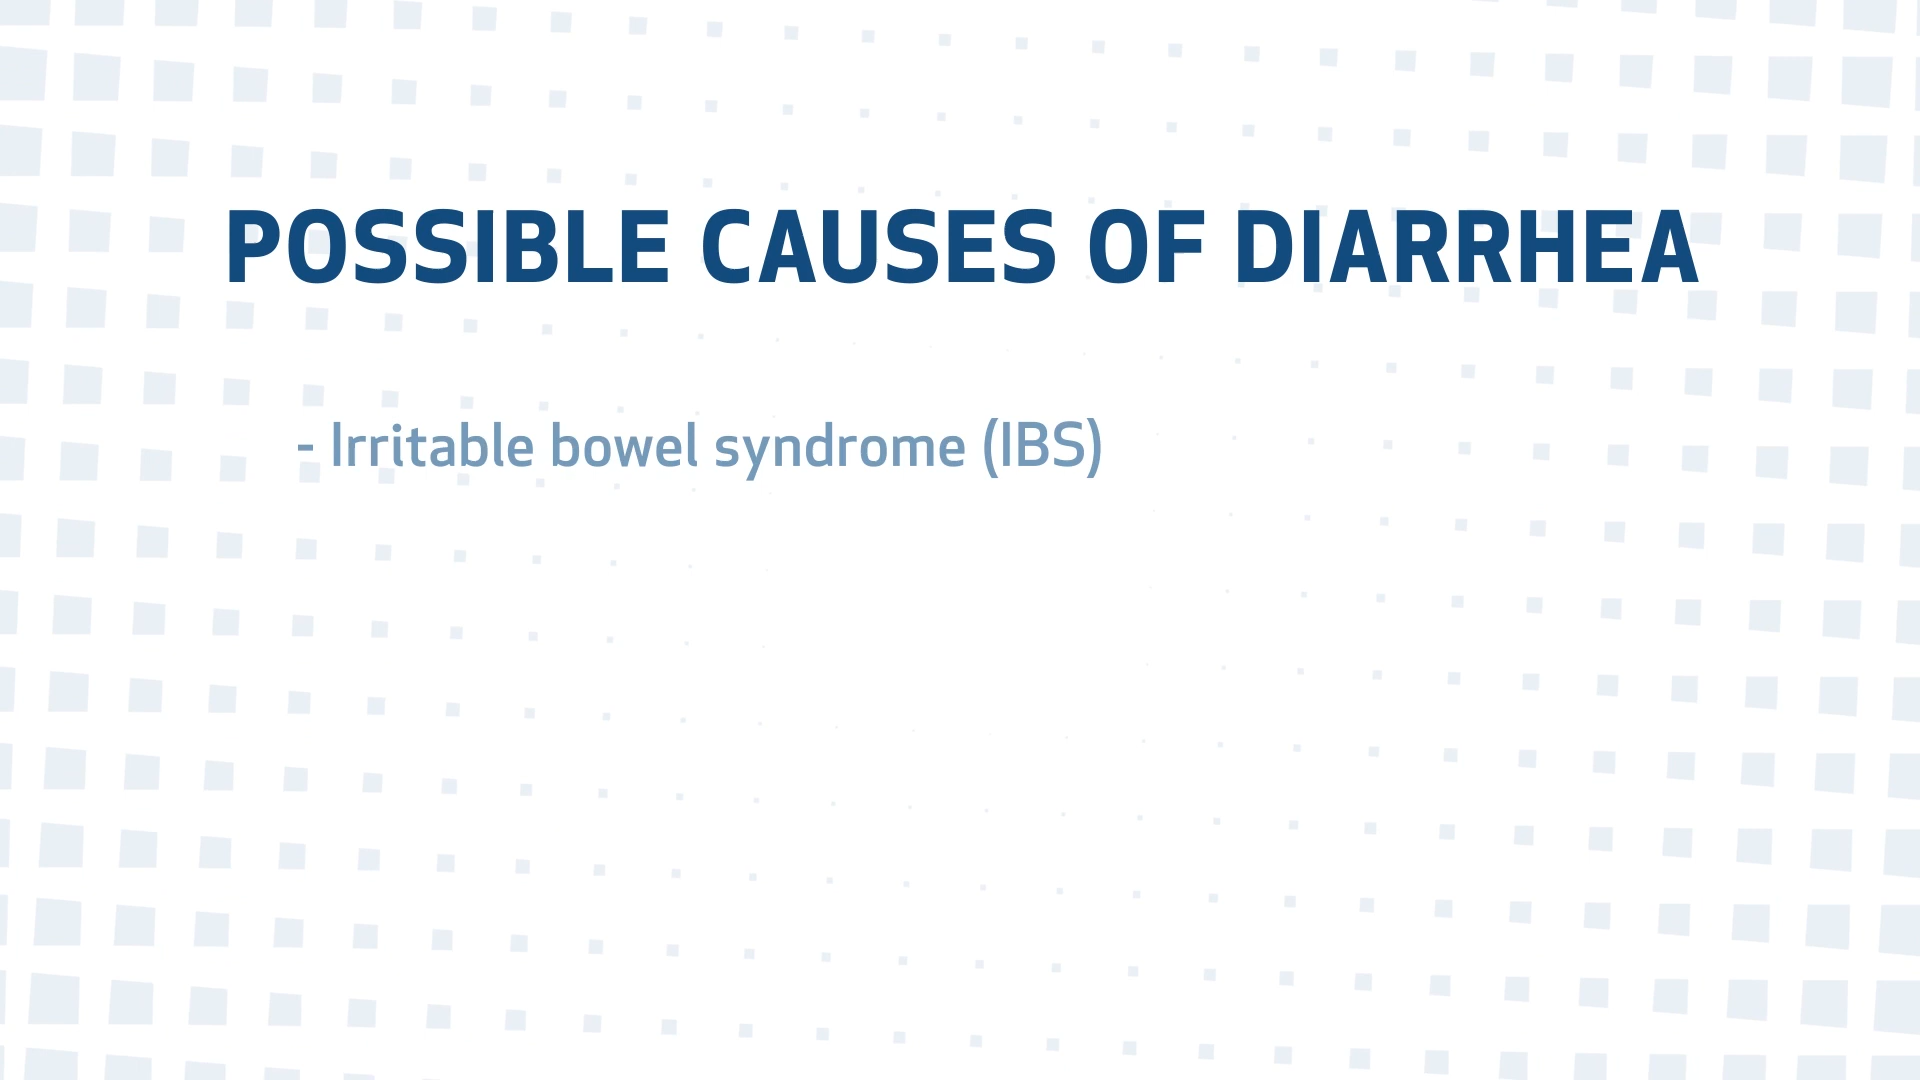 POSSIBLE CAUSES OF DIARRHEA
- Irritable bowel syndrome (IBS)